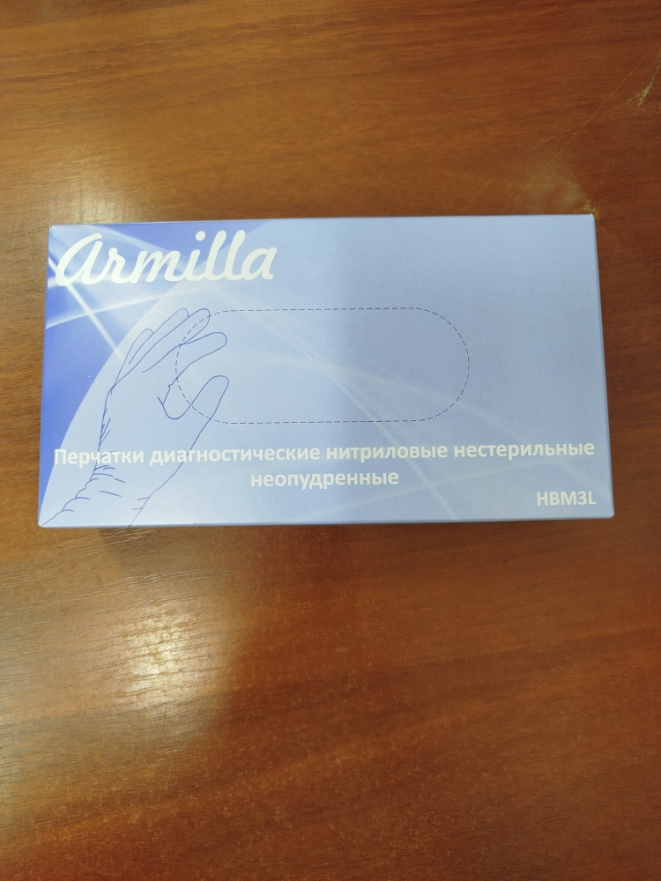 Armilla
Перчатки диагностические нитриловые нестерильные
неопудренные
HBM3L